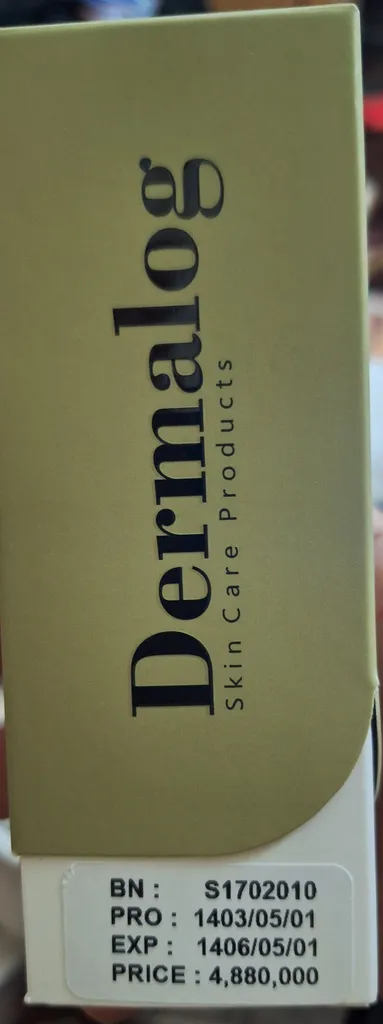 Dermalog
Skin Care Products
BN : S1702010
PRO : 1403/05/01
EXP : 1406/05/01
PRICE : 4,880,000